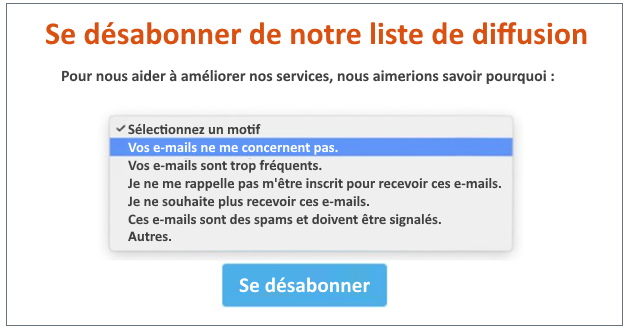 Se désabonner de notre liste de diffusion
Pour nous aider à améliorer nos services, nous aimerions savoir pourquoi :
✓ Sélectionnez un motif
Vos e-mails ne me concernent pas.
Vos e-mails sont trop fréquents.
Je ne me rappelle pas m'être inscrit pour recevoir ces e-mails.
Je ne souhaite plus recevoir ces e-mails.
Ces e-mails sont des spams et doivent être signalés.
Autres.
Se désabonner